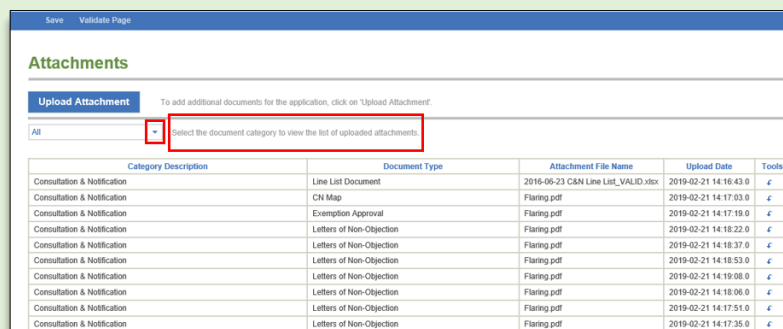 Save Validate Page
Attachments
Upload Attachment To add additional documents for the application, click on 'Upload Attachment'.
All Select the document category to view the list of uploaded attachments.
Category Description Document Type Attachment File Name Upload Date Tools
Consultation & Notification Line List Document 2016-06-23 C&N Line List_VALID.xlsx 2019-02-21 14:16:43.0
Consultation & Notification CN Map Flaring.pdf 2019-02-21 14:17:03.0
Consultation & Notification Exemption Approval Flaring.pdf 2019-02-21 14:17:19.0
Consultation & Notification Letters of Non-Objection Flaring.pdf 2019-02-21 14:18:22.0
Consultation & Notification Letters of Non-Objection Flaring.pdf 2019-02-21 14:18:37.0
Consultation & Notification Letters of Non-Objection Flaring.pdf 2019-02-21 14:18:53.0
Consultation & Notification Letters of Non-Objection Flaring.pdf 2019-02-21 14:19:08.0
Consultation & Notification Letters of Non-Objection Flaring.pdf 2019-02-21 14:18:06.0
Consultation & Notification Letters of Non-Objection Flaring.pdf 2019-02-21 14:17:51.0
Consultation & Notification Letters of Non-Objection Flaring.pdf 2019-02-21 14:17:35.0